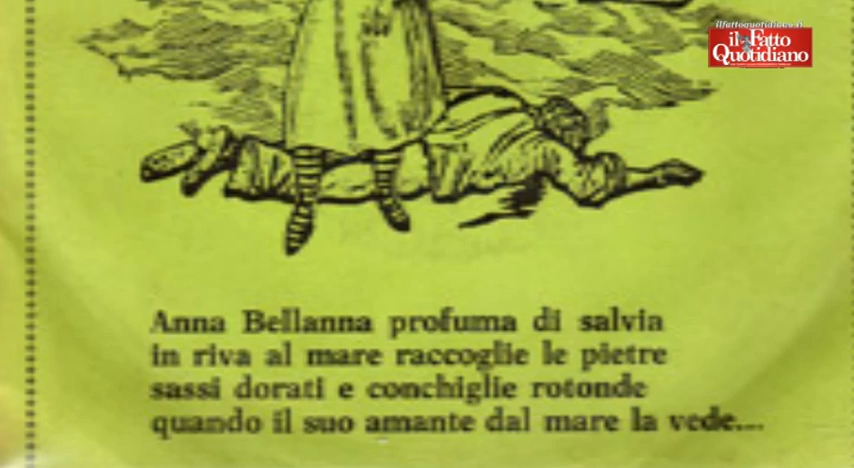 ilfattoquotidiano.it
il Fatto
Quotidiano
Anna Bellanna profuma di salvia
in riva al mare raccoglie le pietre
sassi dorati e conchiglie rotonde
quando il suo amante dal mare la vede...